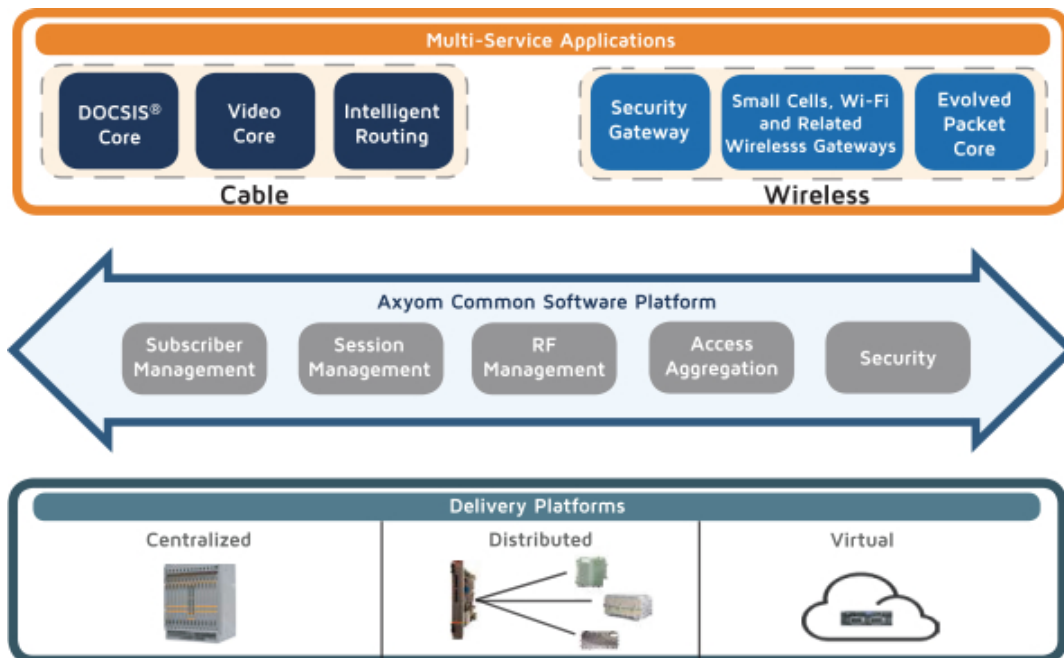 Multi-Service Applications
DOCSIS®
Core
Video
Core
Intelligent
Routing
Security
Gateway
Small Cells, Wi-Fi
and Related
Wirelesss Gateways
Evolved
Packet
Core
Cable
Wireless
Axyom Common Software Platform
Subscriber
Management
Session
Management
RF
Management
Access
Aggregation
Security
Delivery Platforms
Centralized
Distributed
Virtual